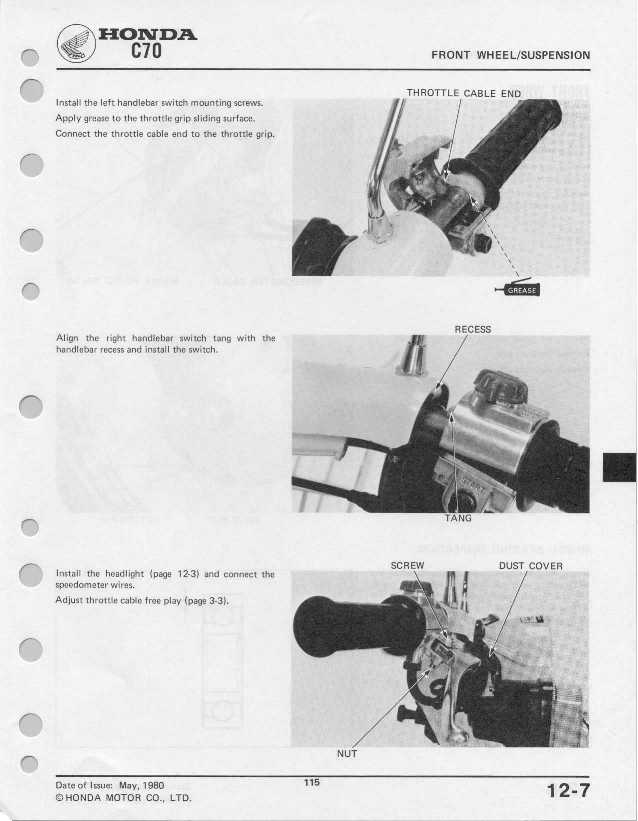 HONDA
C70
FRONT WHEEL/SUSPENSION
Install the left handlebar switch mounting screws.
Apply grease to the throttle grip sliding surface.
Connect the throttle cable end to the throttle grip.
THROTTLE CABLE END
GREASE
Align the right handlebar switch tang with the
handlebar recess and install the switch.
RECESS
START
TANG
Install the headlight (page 12-3) and connect the
speedometer wires.
Adjust throttle cable free play (page 3-3).
SCREW
DUST COVER
NUT
Date of Issue: May, 1980
© HONDA MOTOR CO., LTD.
115
12-7